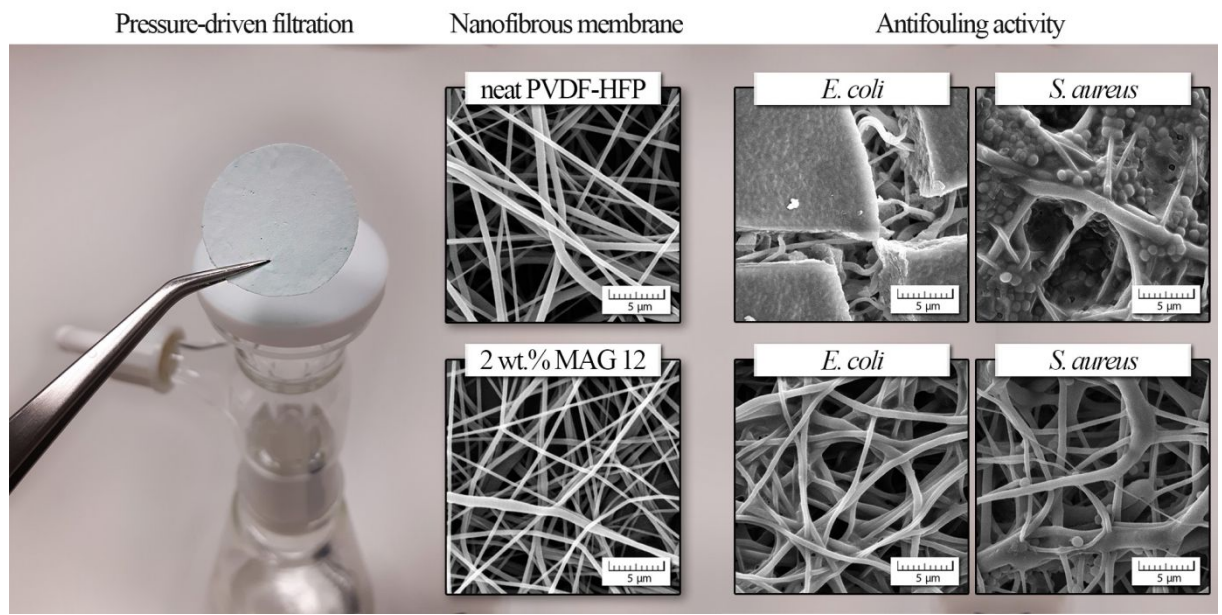 Pressure-driven filtration
Nanofibrous membrane
Antifouling activity
neat PVDF-HFP
E. coli
S. aureus
5 µm
5 µm
5 µm
2 wt.% MAG 12
E. coli
S. aureus
5 µm
5 µm
5 µm